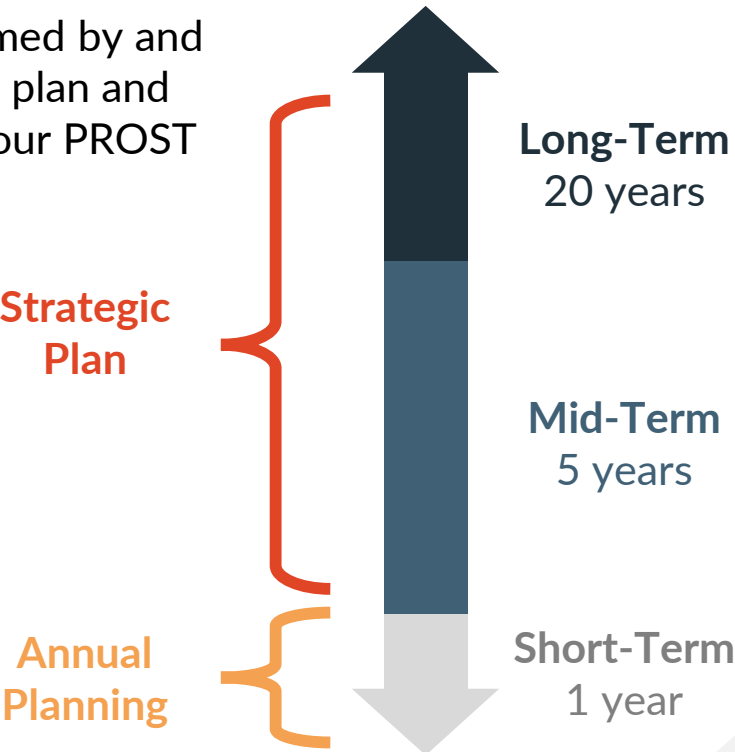 med by and
plan and
our PROST
Long-Term
20 years
Strategic
Plan
Mid-Term
5 years
Annual
Planning
Short-Term
1 year